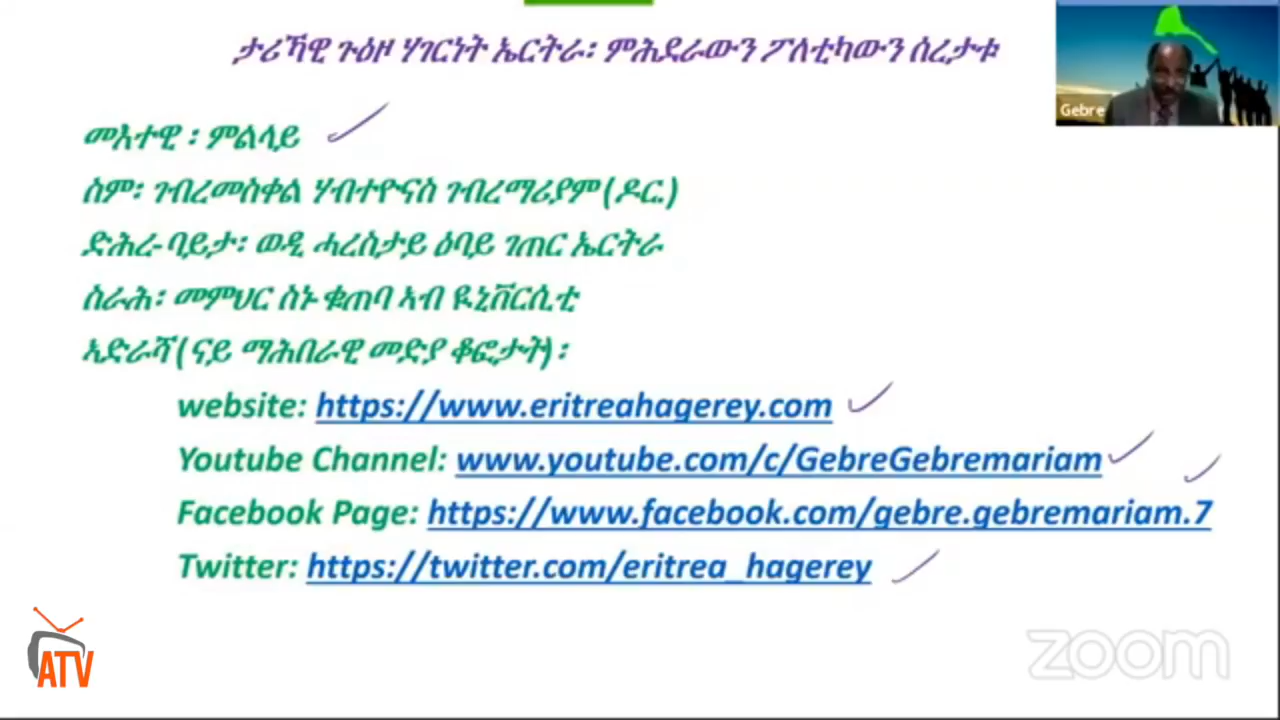 ታሪኻዊ ጉዕዞ ሃገርነት ኤርትራ፡ ምሕደራውን ፖለቲካውን ስረታቱ
Gebre
መእተዊ ፡ ምልላይ
ስም፡ ገብረመስቀል ሃብተዮናስ ገብረማሪያም(ዶር.)
ድሕረ-ባይታ፡ ወዲ ሓረስታይ ዕባይ ገጠር ኤርትራ
ስራሕ፡ መምህር ስኑ ቁጠባ ኣብ ዩኒቨርሲቲ
ኣድራሻ(ናይ ማሕበራዊ መድያ ቆፎታት)፡
website: https://www.eritreahagerey.com
Youtube Channel: www.youtube.com/c/GebreGebremariam
Facebook Page: https://www.facebook.com/gebre.gebremariam.7
Twitter: https://twitter.com/eritrea_hagerey
ATV
zoom